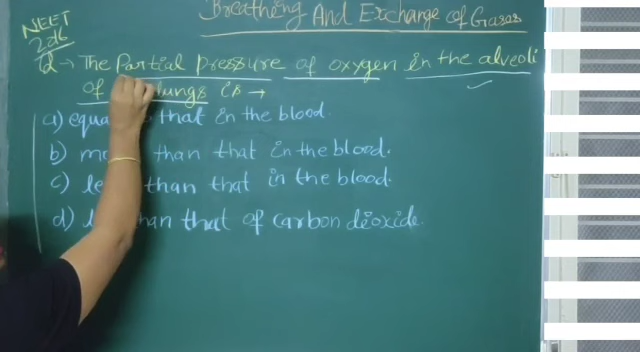 Breathing And Exchange of Gases
NEET
2016
Q → The Partial pressure of oxygen in the alveoli
of lungs is →
a) equa that in the blood.
b) mo than that in the blood.
c) le than that in the blood.
d) l than that of carbon dioxide.